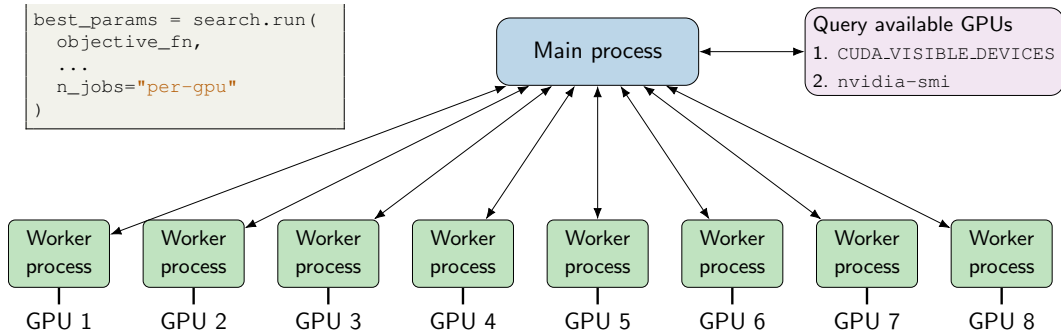 best_params = search.run(
  objective_fn,
  ...
  n_jobs="per-gpu"
)
Main process
Query available GPUs
1. CUDA_VISIBLE_DEVICES
2. nvidia-smi
Worker process
Worker process
Worker process
Worker process
Worker process
Worker process
Worker process
Worker process
GPU 1
GPU 2
GPU 3
GPU 4
GPU 5
GPU 6
GPU 7
GPU 8